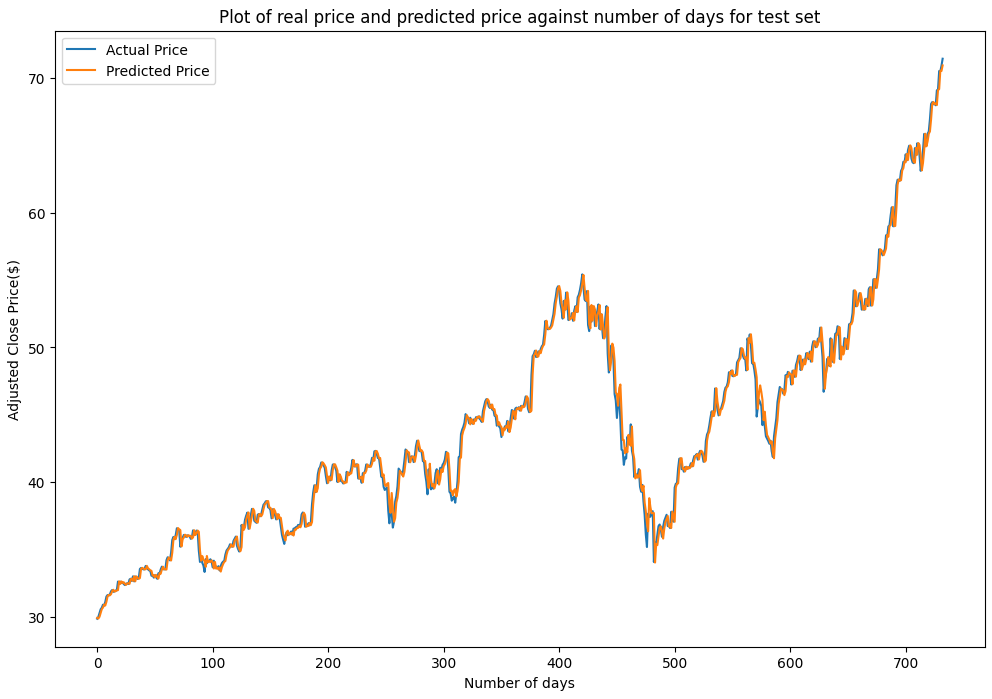 Plot of real price and predicted price against number of days for test set
Actual Price
Predicted Price
Adjusted Close Price($)
70
60
50
40
30
0 100 200 300 400 500 600 700
Number of days